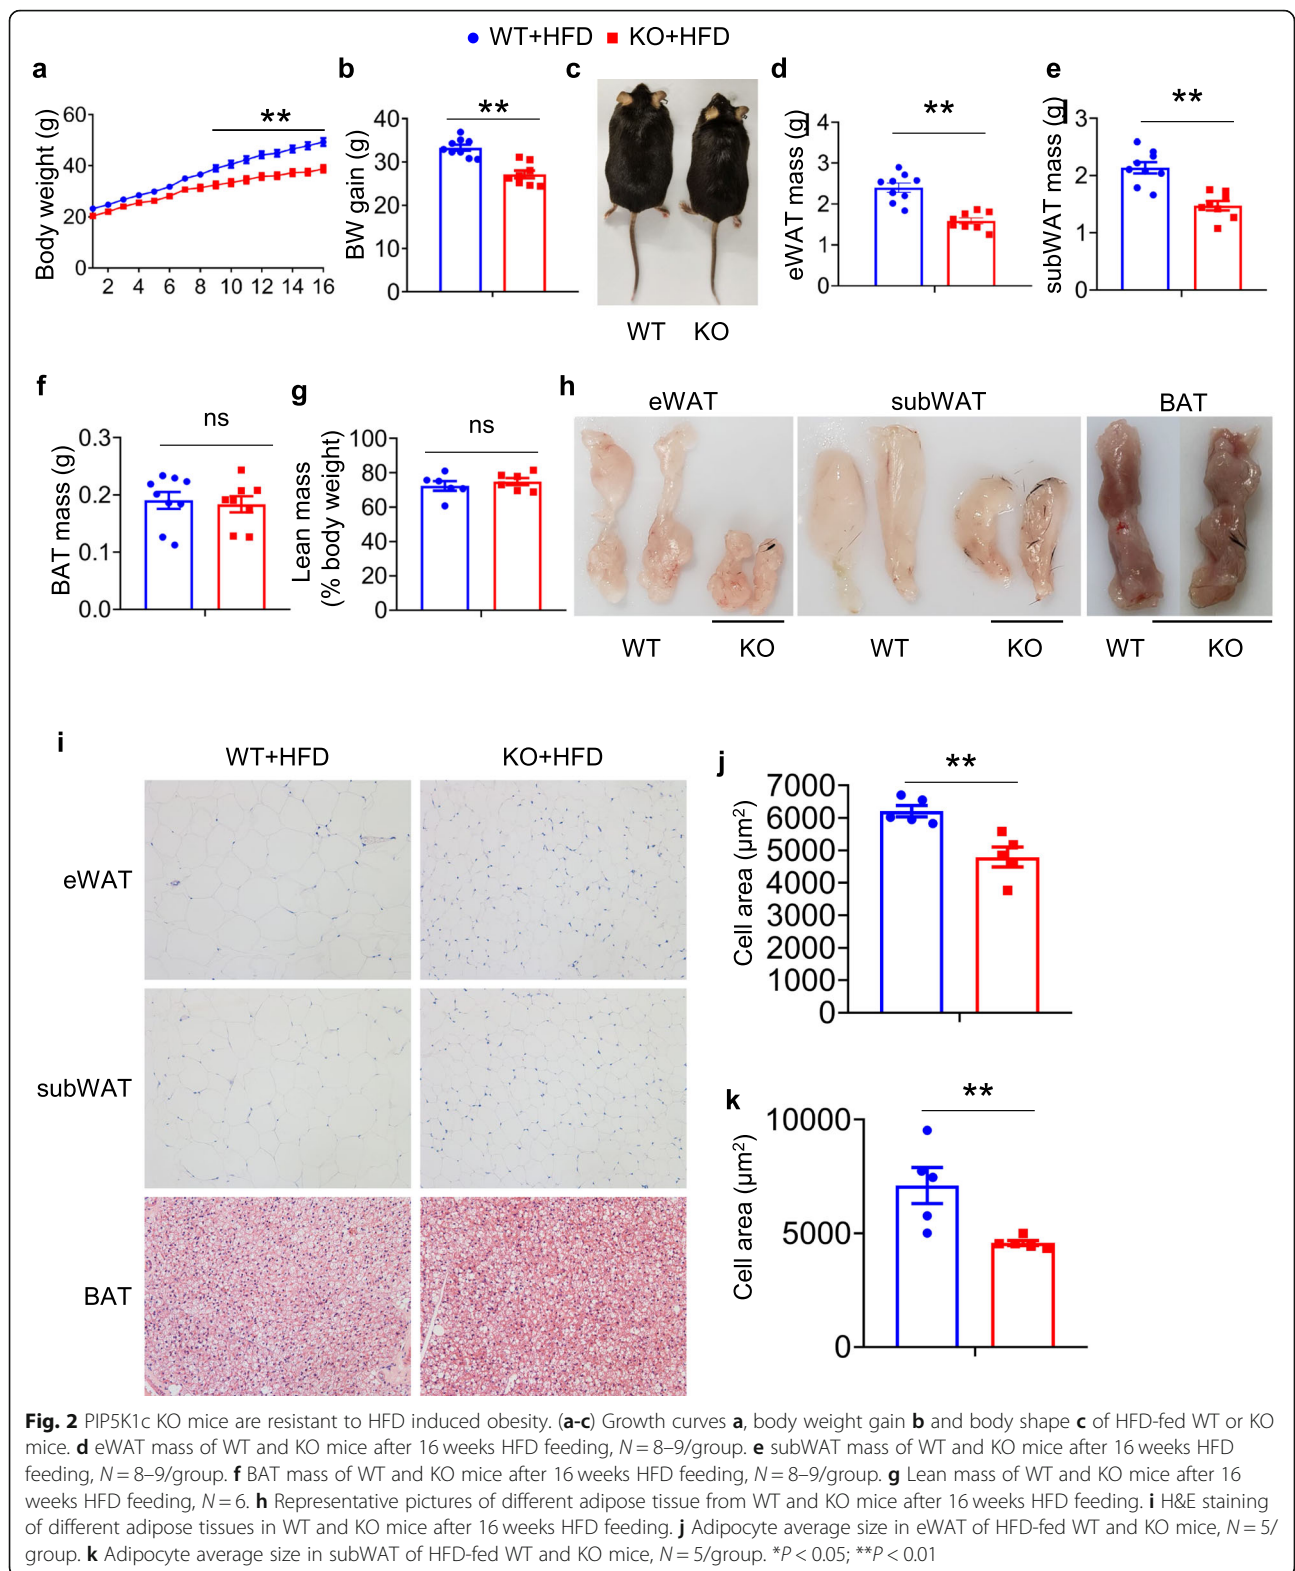 WT+HFD KO+HFD
a
**
Body weight (g)
60
40
20
0
2 4 6 8 10 12 14 16
b
**
BW gain (g)
40
30
20
10
0
c
WT KO
d
**
eWAT mass (g)
4
3
2
1
0
e
**
subWAT mass (g)
3
2
1
0
f
ns
BAT mass (g)
0.3
0.2
0.1
0.0
g
ns
Lean mass
(% body weight)
100
80
60
40
20
0
h
eWAT subWAT BAT
WT KO WT KO WT KO
i
WT+HFD KO+HFD
eWAT
subWAT
BAT
j
**
Cell area (µm²)
7000
6000
5000
4000
3000
2000
1000
0
k
**
Cell area (µm²)
10000
5000
0
Fig. 2 PIP5K1c KO mice are resistant to HFD induced obesity. (a-c) Growth curves a, body weight gain b and body shape c of HFD-fed WT or KO
mice. d eWAT mass of WT and KO mice after 16 weeks HFD feeding, N = 8–9/group. e subWAT mass of WT and KO mice after 16 weeks HFD
feeding, N = 8–9/group. f BAT mass of WT and KO mice after 16 weeks HFD feeding, N = 8–9/group. g Lean mass of WT and KO mice after 16
weeks HFD feeding, N = 6. h Representative pictures of different adipose tissue from WT and KO mice after 16 weeks HFD feeding. i H&E staining
of different adipose tissues in WT and KO mice after 16 weeks HFD feeding. j Adipocyte average size in eWAT of HFD-fed WT and KO mice, N = 5/
group. k Adipocyte average size in subWAT of HFD-fed WT and KO mice, N = 5/group. *P < 0.05; **P < 0.01